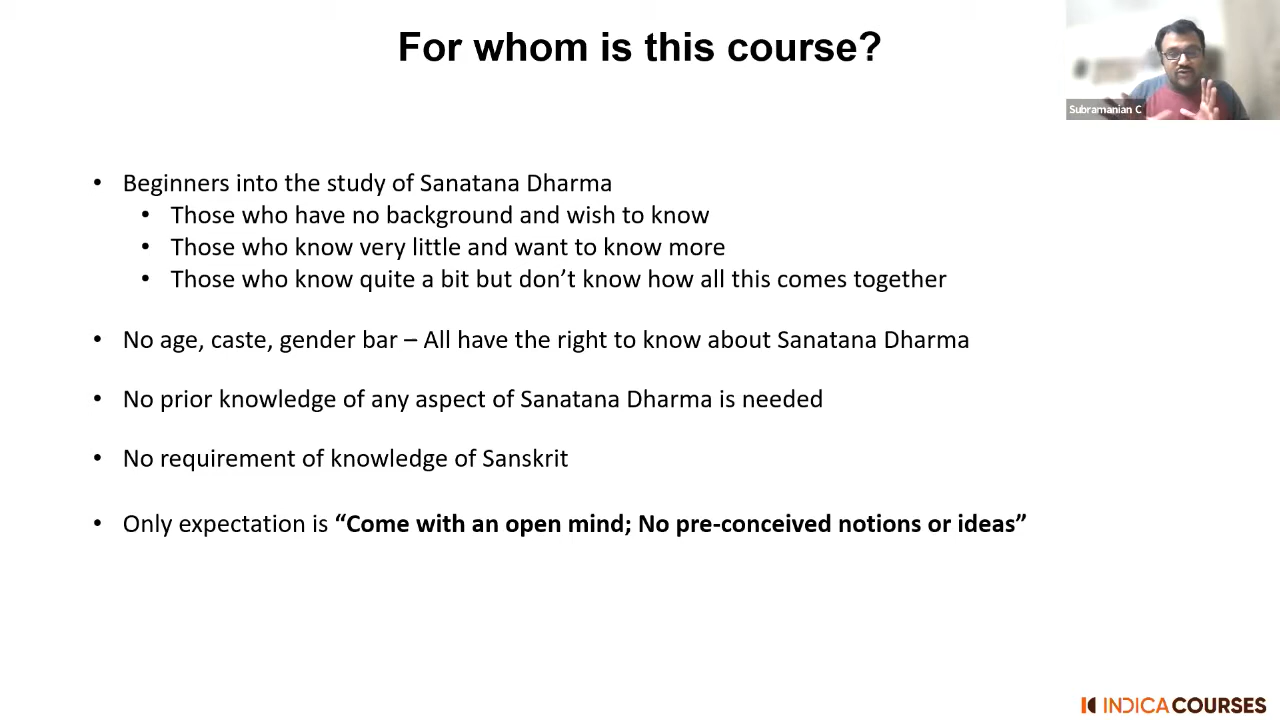 For whom is this course?
Subramanian C
• Beginners into the study of Sanatana Dharma
• Those who have no background and wish to know
• Those who know very little and want to know more
• Those who know quite a bit but don’t know how all this comes together
• No age, caste, gender bar – All have the right to know about Sanatana Dharma
• No prior knowledge of any aspect of Sanatana Dharma is needed
• No requirement of knowledge of Sanskrit
• Only expectation is “Come with an open mind; No pre-conceived notions or ideas”
INDICA COURSES